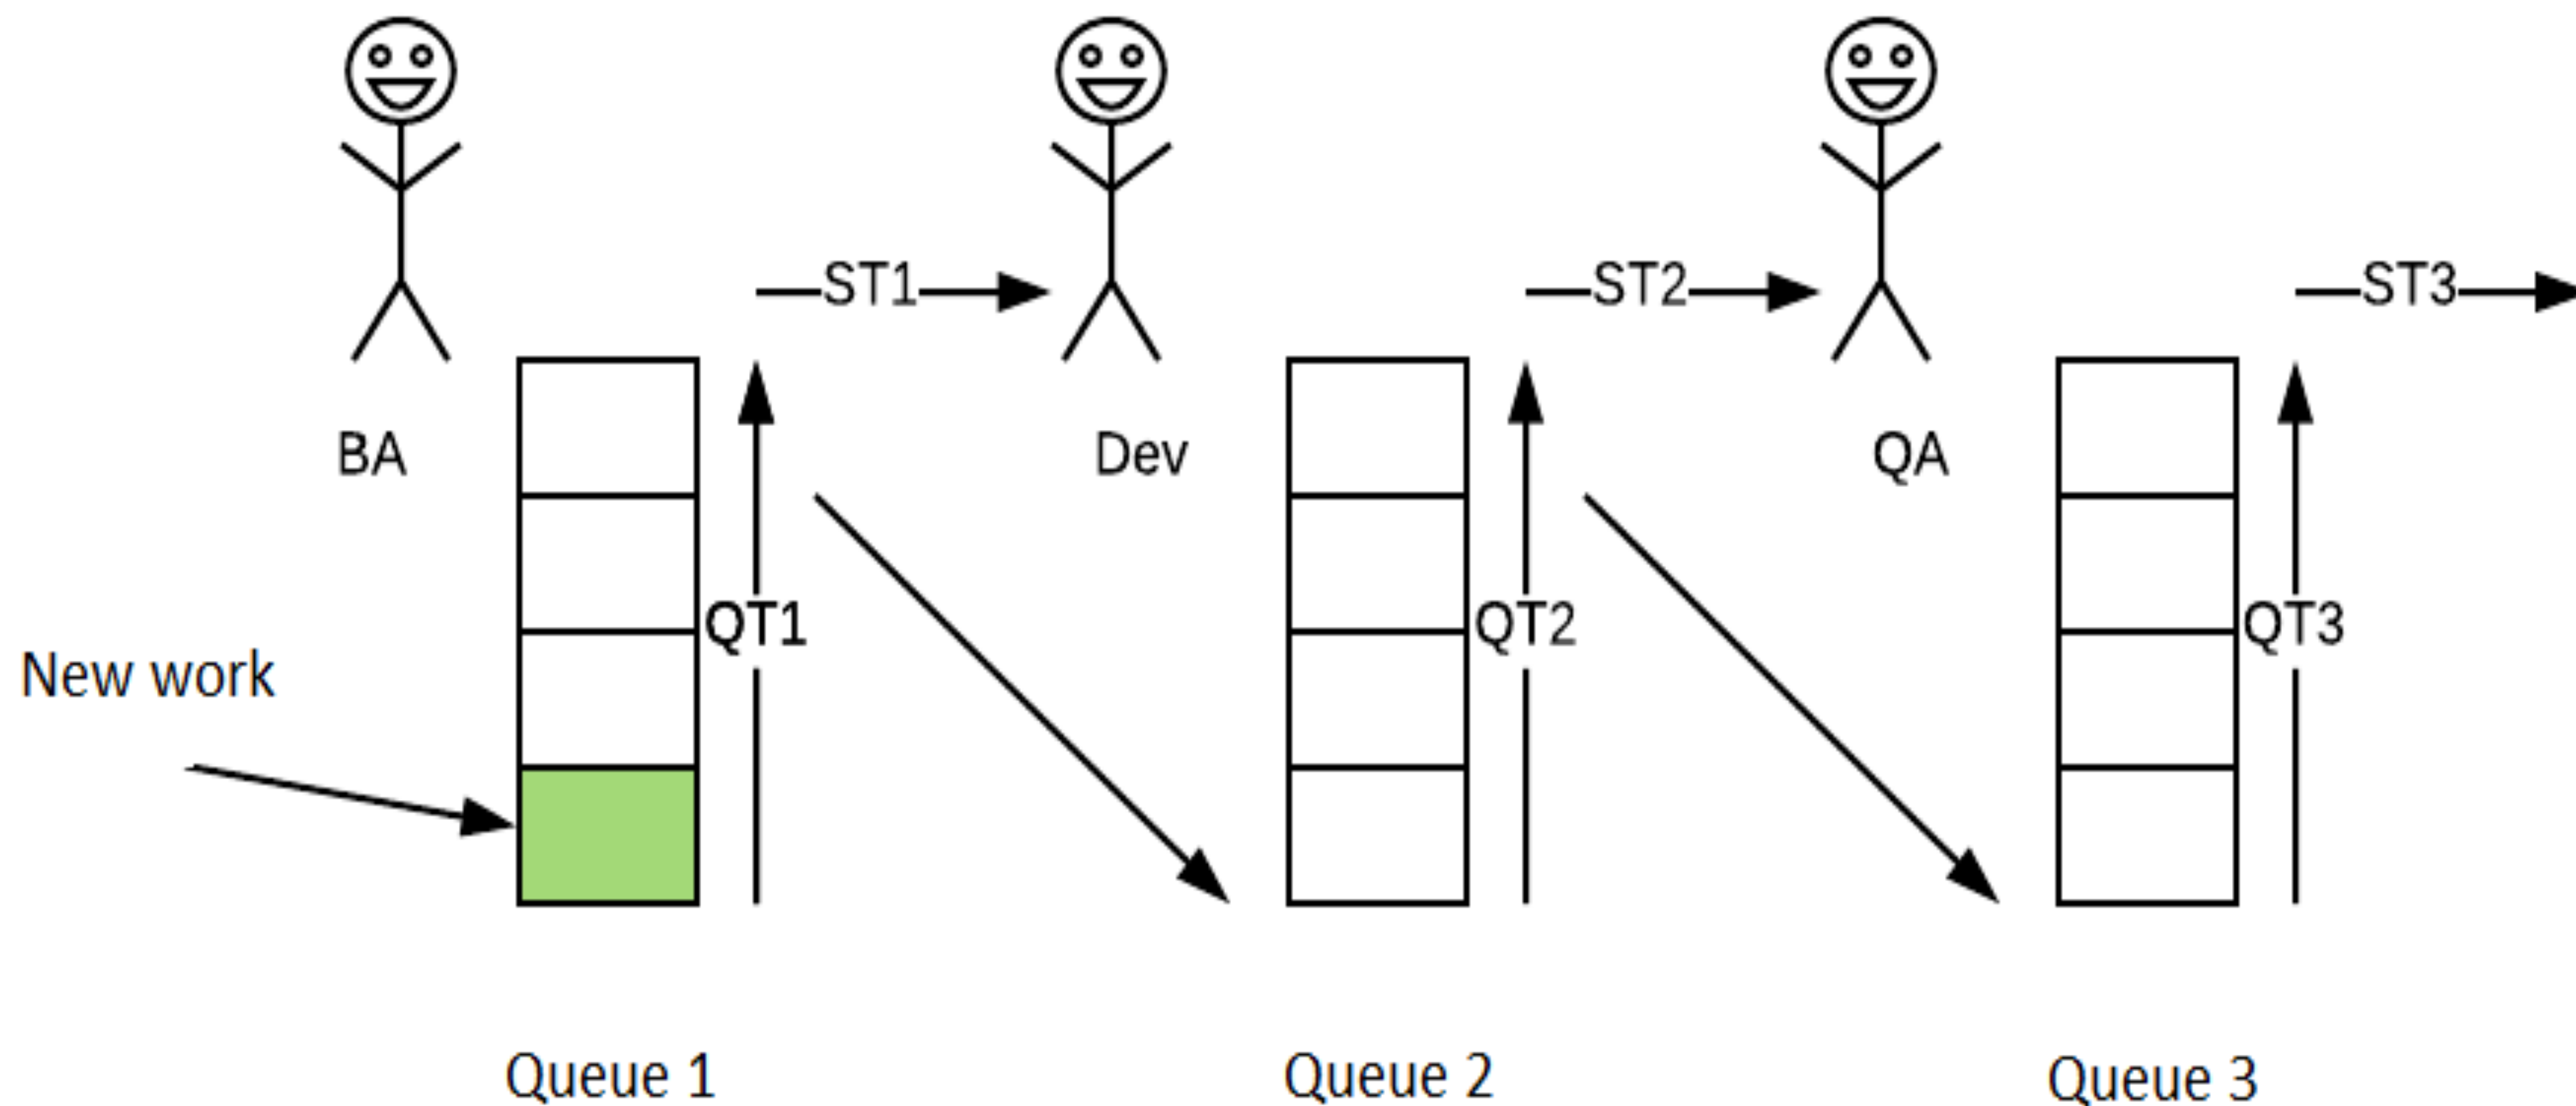 ST1
ST2
ST3
BA
Dev
QA
QT1
QT2
QT3
New work
Queue 1
Queue 2
Queue 3